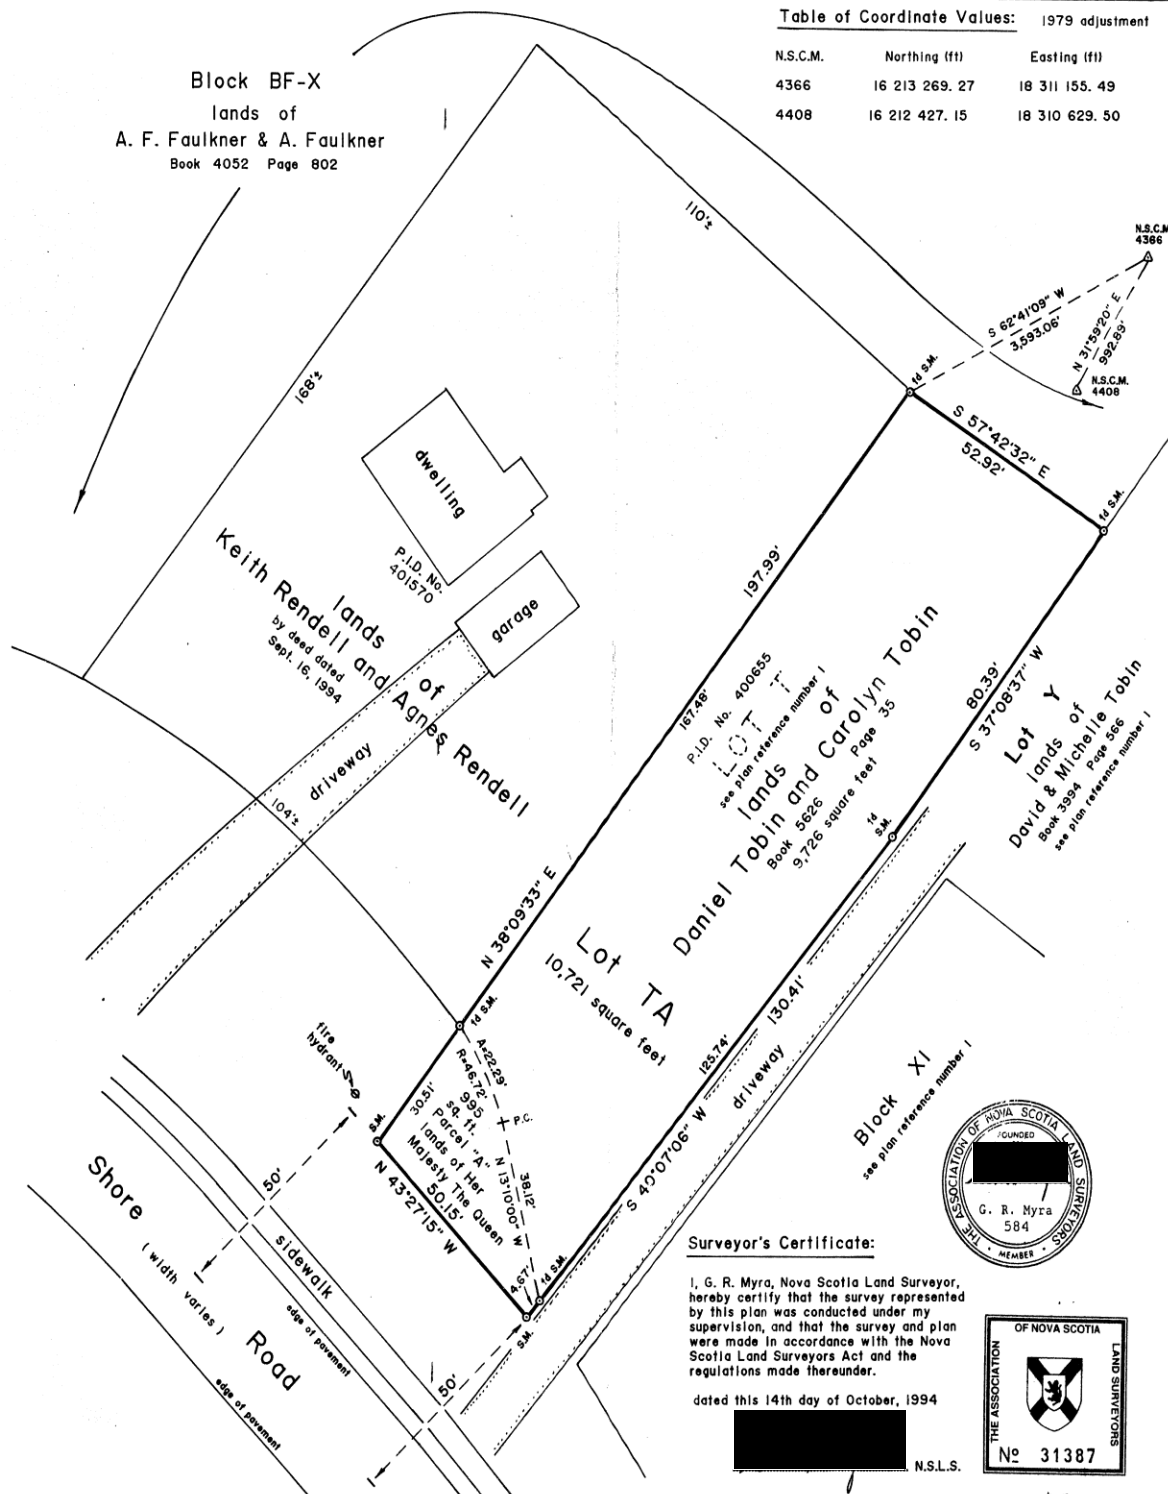 Table of Coordinate Values: 1979 adjustment
N.S.C.M. Northing (ft) Easting (ft)
4366 16 213 269. 27 18 311 155. 49
4408 16 212 427. 15 18 310 629. 50
Block BF-X
lands of
A. F. Faulkner & A. Faulkner
Book 4052 Page 802
110'±
168'±
N.S.C.M.
4366
S 62°41'09" W
3,593.06'
N 31°59'20" E
992.89'
N.S.C.M.
4408
fd S.M.
S 57°42'32" E
52.92'
fd S.M.
dwelling
P.I.D. No.
401570
garage
lands
of
Keith Rendell and Agnes Rendell
by deed dated
Sept. 16, 1994
driveway
104'±
197.99'
167.48'
N 38°09'33" E
P.I.D. No. 400655
LOT T
see plan reference number 1
lands of
Daniel Tobin and Carolyn Tobin
Book 5626 Page 35
9,726 square feet
80.39'
S 37°08'37" W
Lot Y
lands of
David & Michelle Tobin
Book 3994 Page 566
see plan reference number 1
fd
S.M.
Lot TA
10,721 square feet
130.41'
125.74'
S 40°07'06" W
driveway
Block X1
see plan reference number 1
fd S.M.
fire
hydrant
S.M.
30.51'
A=22.29'
R=46.72'
995
sq. ft.
Parcel "A"
lands of Her
Majesty The Queen
P.C.
N 13°10'00" W
38.12'
50.15'
N 43°27'15" W
4.67'
fd S.M.
S.M.
50'
50'
Shore
( width varies )
Road
sidewalk
edge of pavement
edge of pavement
THE ASSOCIATION OF NOVA SCOTIA LAND SURVEYORS
FOUNDED
G. R. Myra
584
MEMBER
Surveyor's Certificate:
I, G. R. Myra, Nova Scotia Land Surveyor,
hereby certify that the survey represented
by this plan was conducted under my
supervision, and that the survey and plan
were made in accordance with the Nova
Scotia Land Surveyors Act and the
regulations made thereunder.
dated this 14th day of October, 1994
N.S.L.S.
THE ASSOCIATION
OF NOVA SCOTIA
LAND SURVEYORS
Nº 31387